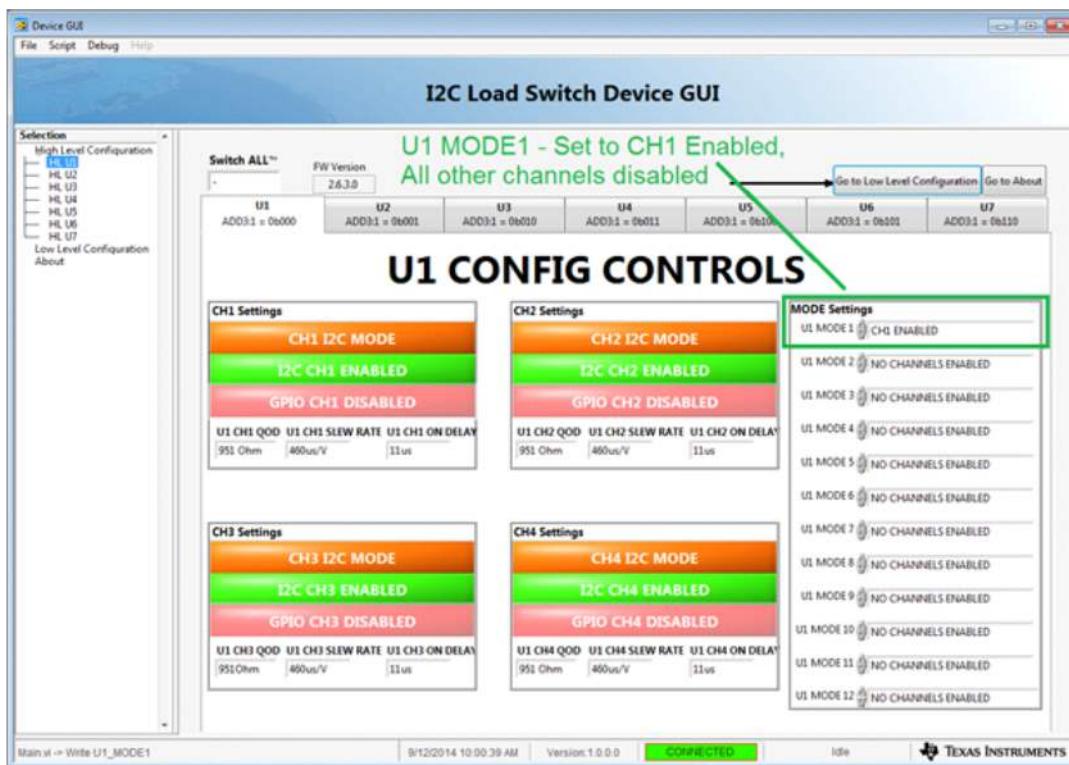 Device GUI
File Script Debug Help
I2C Load Switch Device GUI
Selection
High Level Configuration
HL U1
HL U2
HL U3
HL U4
HL U5
HL U6
HL U7
Low Level Configuration
About
U1 MODE1 - Set to CH1 Enabled,
All other channels disabled
Switch ALL™
-
FW Version
2.6.3.0
Go to Low Level Configuration
Go to About
U1
ADD3:1 = 0b000
U2
ADD3:1 = 0b001
U3
ADD3:1 = 0b010
U4
ADD3:1 = 0b011
U5
ADD3:1 = 0b10
U6
ADD3:1 = 0b101
U7
ADD3:1 = 0b110
U1 CONFIG CONTROLS
CH1 Settings
CH1 I2C MODE
I2C CH1 ENABLED
GPIO CH1 DISABLED
U1 CH1 QOD U1 CH1 SLEW RATE U1 CH1 ON DELAY
951 Ohm 460us/V 11us
CH2 Settings
CH2 I2C MODE
I2C CH2 ENABLED
GPIO CH2 DISABLED
U1 CH2 QOD U1 CH2 SLEW RATE U1 CH2 ON DELAY
951 Ohm 460us/V 11us
CH3 Settings
CH3 I2C MODE
I2C CH3 ENABLED
GPIO CH3 DISABLED
U1 CH3 QOD U1 CH3 SLEW RATE U1 CH3 ON DELAY
951 Ohm 460us/V 11us
CH4 Settings
CH4 I2C MODE
I2C CH4 ENABLED
GPIO CH4 DISABLED
U1 CH4 QOD U1 CH4 SLEW RATE U1 CH4 ON DELAY
951 Ohm 460us/V 11us
MODE Settings
U1 MODE 1 CH1 ENABLED
U1 MODE 2 NO CHANNELS ENABLED
U1 MODE 3 NO CHANNELS ENABLED
U1 MODE 4 NO CHANNELS ENABLED
U1 MODE 5 NO CHANNELS ENABLED
U1 MODE 6 NO CHANNELS ENABLED
U1 MODE 7 NO CHANNELS ENABLED
U1 MODE 8 NO CHANNELS ENABLED
U1 MODE 9 NO CHANNELS ENABLED
U1 MODE 10 NO CHANNELS ENABLED
U1 MODE 11 NO CHANNELS ENABLED
U1 MODE 12 NO CHANNELS ENABLED
Main.vi -> Write U1_MODE1
9/12/2014 10:00:39 AM
Version:1.0.0.0
CONNECTED
Idle
TEXAS INSTRUMENTS